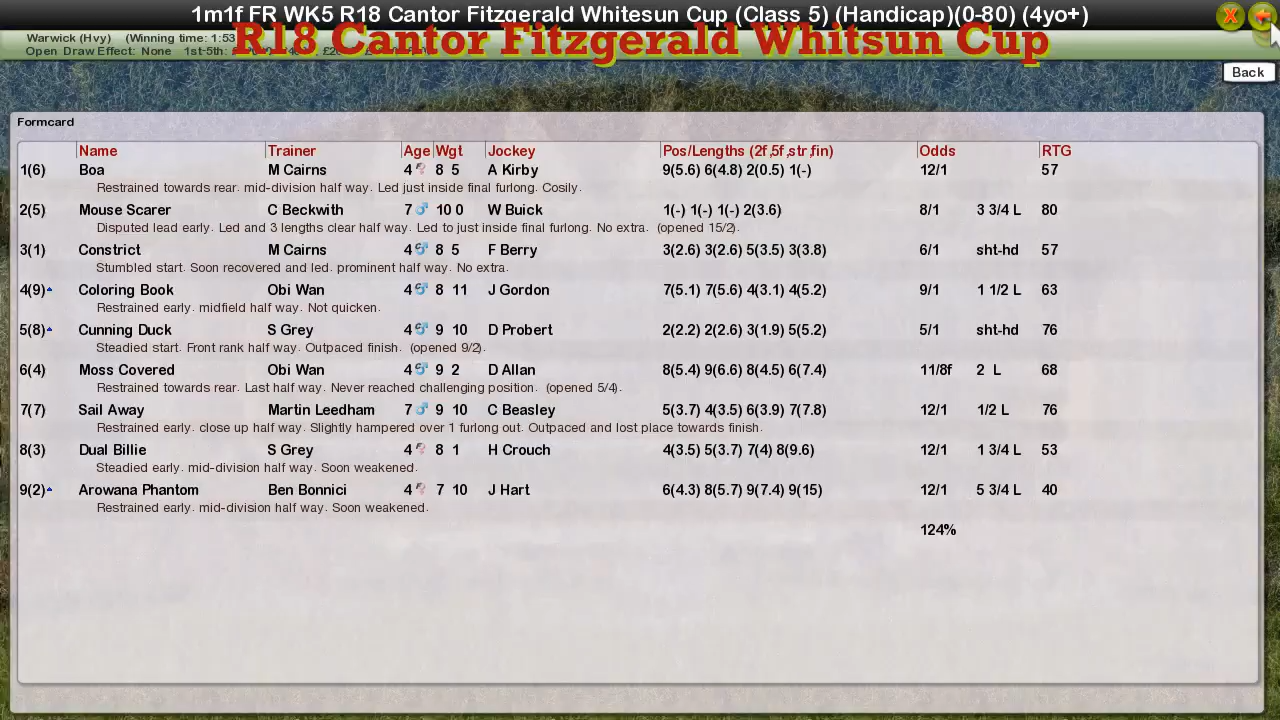 1m1f FR WK5 R18 Cantor Fitzgerald Whitesun Cup (Class 5) (Handicap)(0-80) (4yo+)
R18 Cantor Fitzgerald Whitsun Cup
Warwick (Hvy) (Winning time: 1:53
Open Draw Effect: None 1st-5th:
X
Back
Formcard
Name Trainer Age Wgt Jockey Pos/Lengths (2f,5f,str,fin) Odds RTG
1(6) Boa M Cairns 4 8 5 A Kirby 9(5.6) 6(4.8) 2(0.5) 1(-) 12/1 57
Restrained towards rear. mid-division half way. Led just inside final furlong. Cosily.
2(5) Mouse Scarer C Beckwith 7 10 0 W Buick 1(-) 1(-) 1(-) 2(3.6) 8/1 3 3/4 L 80
Disputed lead early. Led and 3 lengths clear half way. Led to just inside final furlong. No extra. (opened 15/2).
3(1) Constrict M Cairns 4 8 5 F Berry 3(2.6) 3(2.6) 5(3.5) 3(3.8) 6/1 sht-hd 57
Stumbled start. Soon recovered and led. prominent half way. No extra.
4(9) Coloring Book Obi Wan 4 8 11 J Gordon 7(5.1) 7(5.6) 4(3.1) 4(5.2) 9/1 1 1/2 L 63
Restrained early. midfield half way. Not quicken.
5(8) Cunning Duck S Grey 4 9 10 D Probert 2(2.2) 2(2.6) 3(1.9) 5(5.2) 5/1 sht-hd 76
Steadied start. Front rank half way. Outpaced finish. (opened 9/2).
6(4) Moss Covered Obi Wan 4 9 2 D Allan 8(5.4) 9(6.6) 8(4.5) 6(7.4) 11/8f 2 L 68
Restrained towards rear. Last half way. Never reached challenging position. (opened 5/4).
7(7) Sail Away Martin Leedham 7 9 10 C Beasley 5(3.7) 4(3.5) 6(3.9) 7(7.8) 12/1 1/2 L 76
Restrained early. close up half way. Slightly hampered over 1 furlong out. Outpaced and lost place towards finish.
8(3) Dual Billie S Grey 4 8 1 H Crouch 4(3.5) 5(3.7) 7(4) 8(9.6) 12/1 1 3/4 L 53
Steadied early. mid-division half way. Soon weakened.
9(2) Arowana Phantom Ben Bonnici 4 7 10 J Hart 6(4.3) 8(5.7) 9(7.4) 9(15) 12/1 5 3/4 L 40
Restrained early. mid-division half way. Soon weakened.
124%